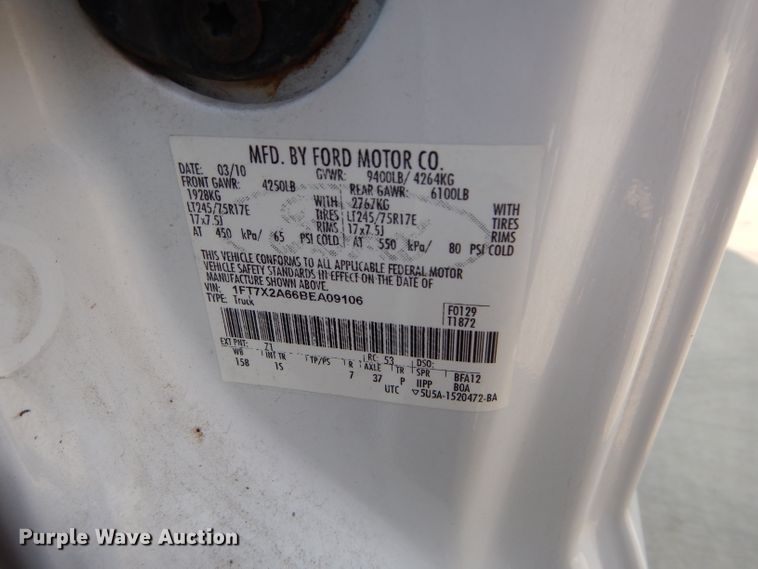 MFD. BY FORD MOTOR CO.
DATE: 03/10 GVWR: 9400LB/ 4264KG
FRONT GAWR: 4250LB REAR GAWR: 6100LB
1928KG WITH 2767KG WITH
LT245/75R17E TIRES LT245/75R17E TIRES
17x7.5J RIMS 17x7.5J RIMS
AT 450 kPa/ 65 PSI COLD AT 550 kPa/ 80 PSI COLD
THIS VEHICLE CONFORMS TO ALL APPLICABLE FEDERAL MOTOR
VEHICLE SAFETY STANDARDS IN EFFECT ON THE DATE OF
MANUFACTURE SHOWN ABOVE.
VIN: 1FT7X2A66BEA09106
TYPE: Truck
F0129
T1872
EXT PNT: Z1 RC: 53 DSO:
WB INT TR TP/PS R AXLE TR SPR BFA12
158 1S 7 37 P IIPP BOA
UTC ▽5U5A-1520472-BA
Purple Wave Auction